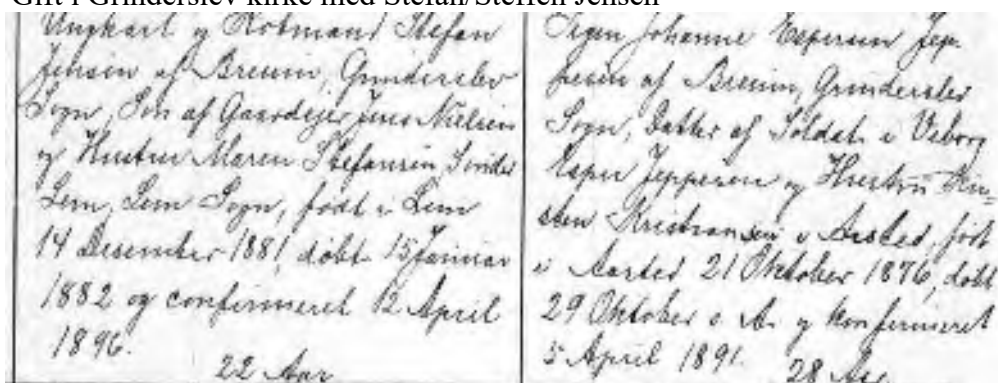 Gift i Grinderslev kirke med Stefan/Steffen Jensen
Ungkarl og Rebmand Stefan
Jensen af Breum, Grinderslev
Sogn, Søn af Gaardejer Jens Nielsen
og Hustru Maren Stefansen, Sønder
Lem, Lem Sogn, født i Lem
14 Desember 1881, døbt 15 Januar
1882 og confirmeret 12 April
1896.
22 Aar
Pigen Johanne Espersen Jep-
pesen af Breum, Grinderslev
Sogn, Datter af Soldat i Viborg
Esper Jeppesen og Hustru Kir-
sten Kristiansen i Aasted, født
i Aasted 21 Oktober 1876, døbt
29 Oktober s. A. og konfirmeret
5 April 1891.
28 Aar